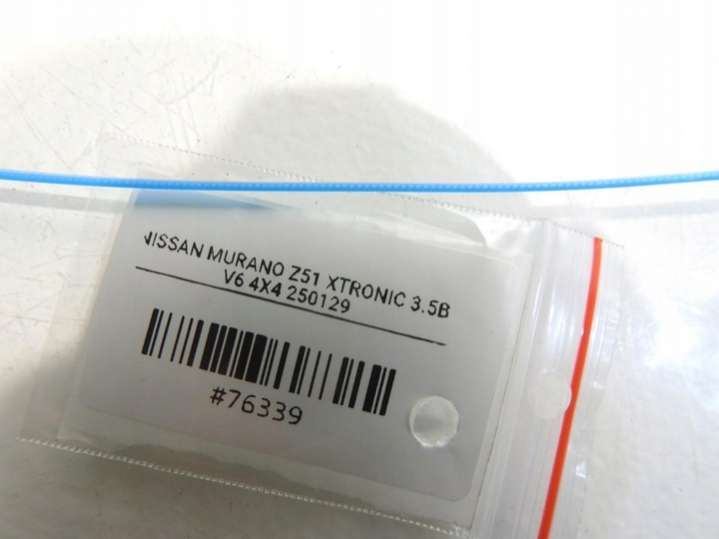 NISSAN MURANO Z51 XTRONIC 3.5B
V6 4X4 250129
#76339